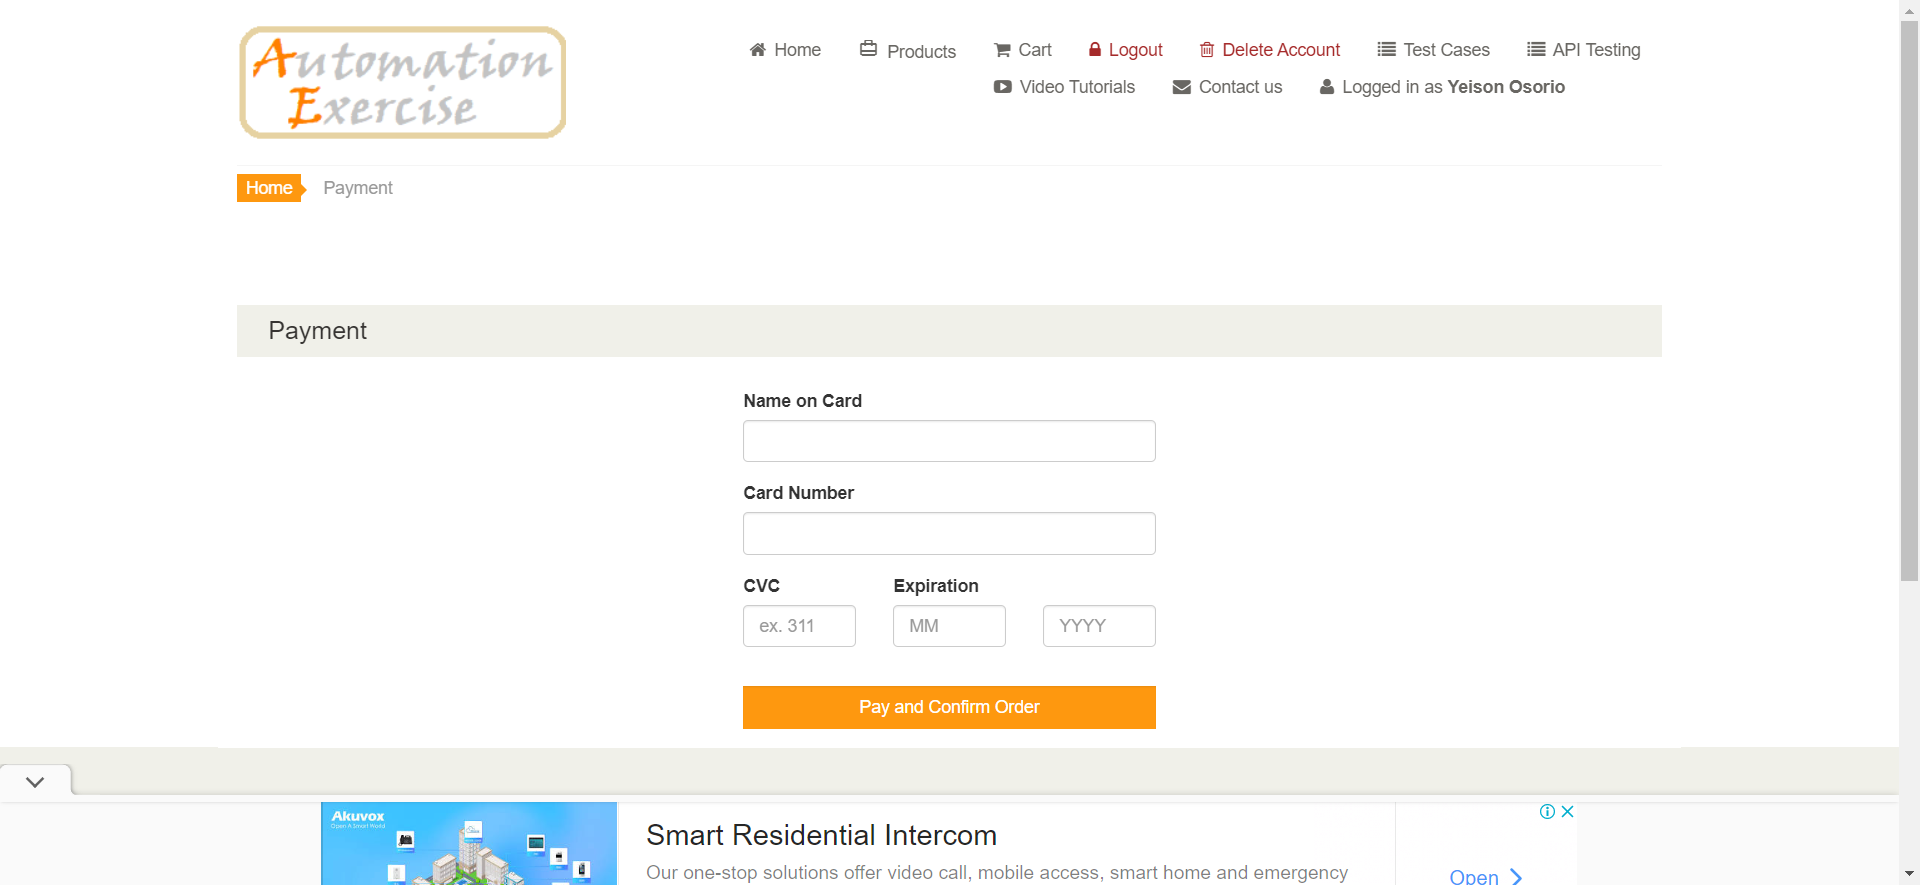 Automation
Exercise
Home
Products
Cart
Logout
Delete Account
Test Cases
API Testing
Video Tutorials
Contact us
Logged in as Yeison Osorio
Home
Payment
Payment
Name on Card
Card Number
CVC
Expiration
ex. 311
MM
YYYY
Pay and Confirm Order
Akuvox
Open A Smart World
Smart Residential Intercom
Our one-stop solutions offer video call, mobile access, smart home and emergency
Open